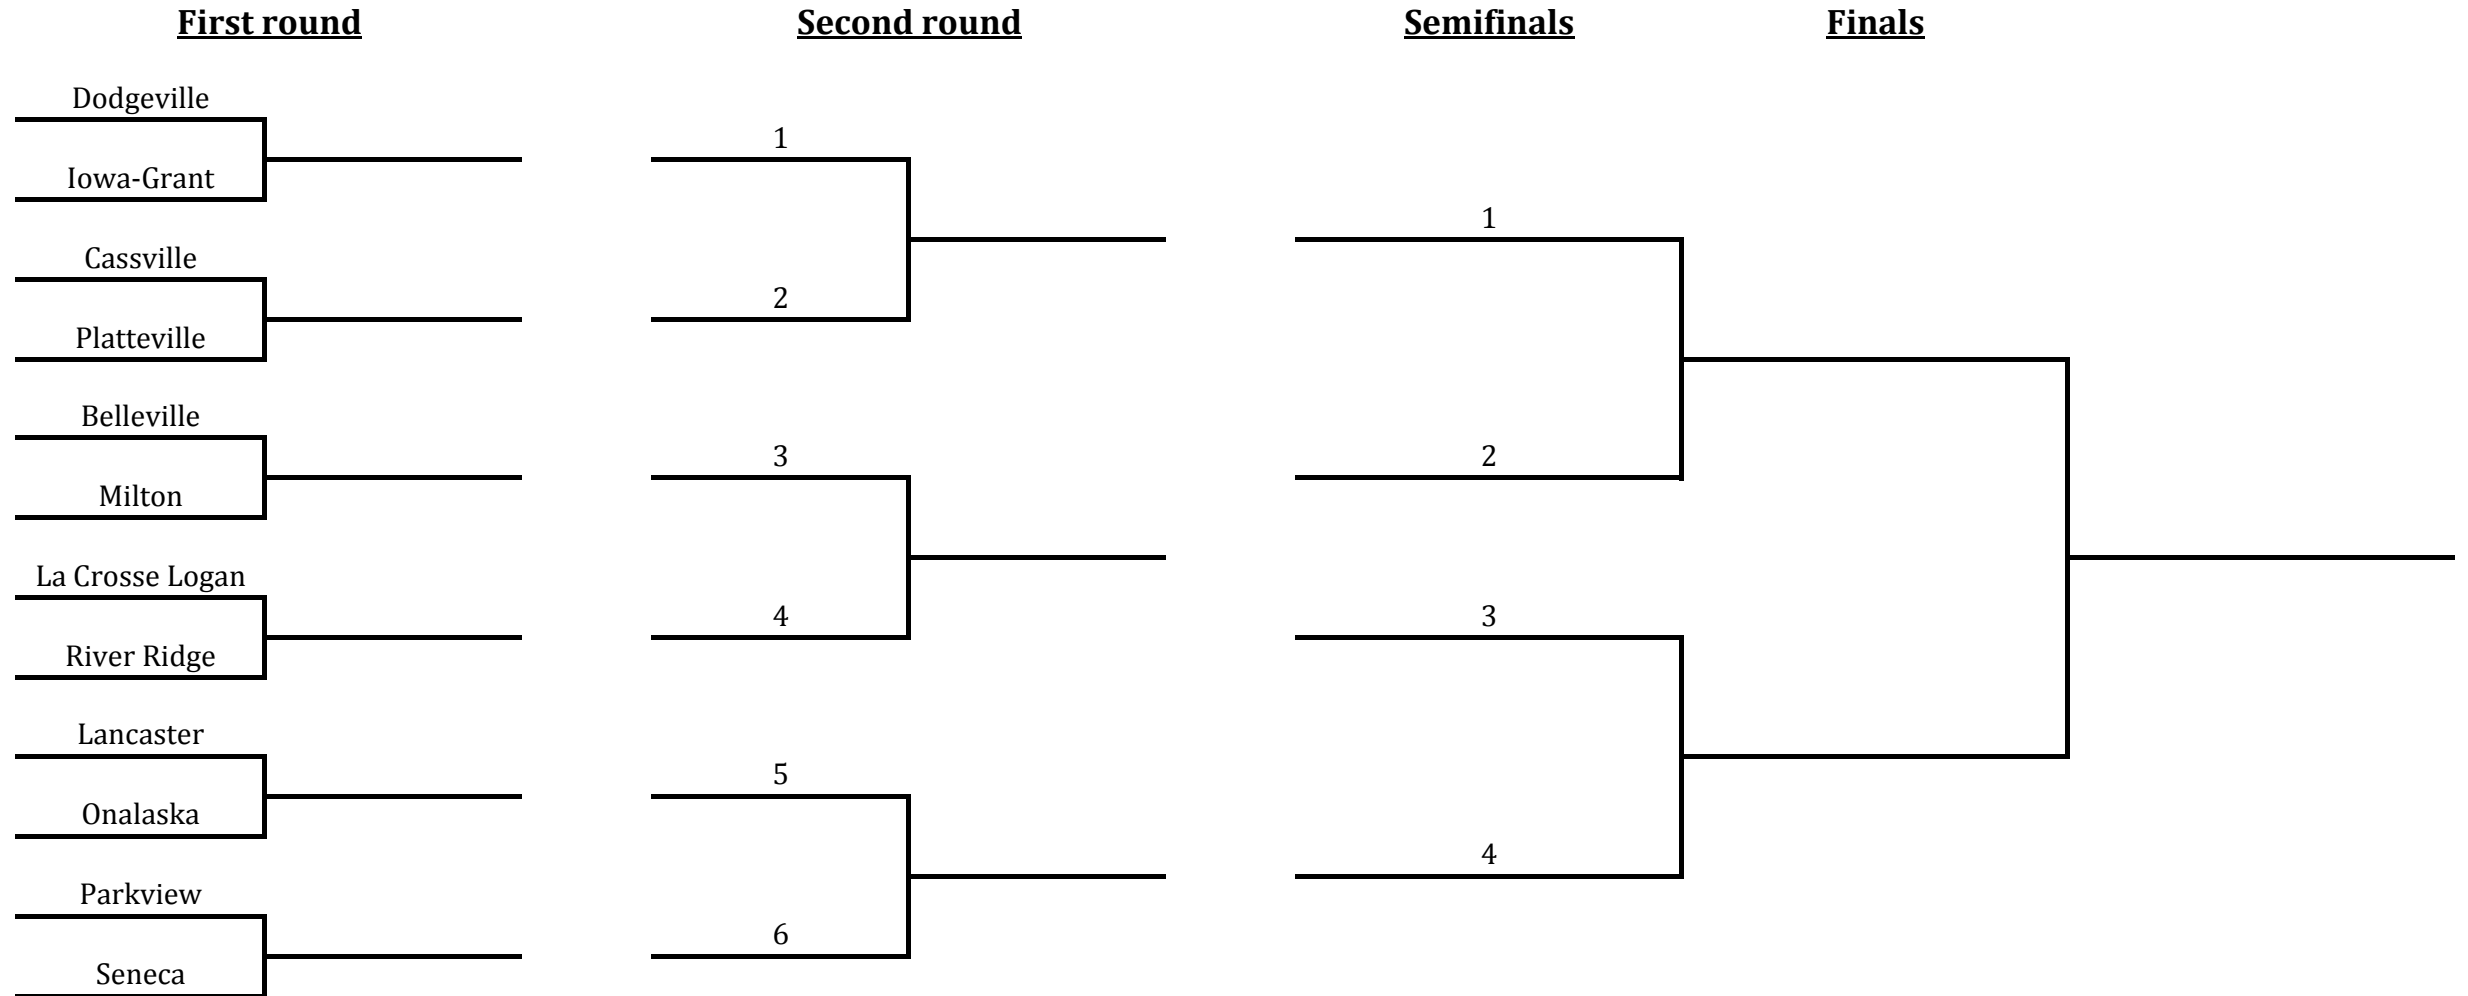 First round
Second round
Semifinals
Finals
Dodgeville
Iowa-Grant
Cassville
Platteville
Belleville
Milton
La Crosse Logan
River Ridge
Lancaster
Onalaska
Parkview
Seneca
1
2
3
4
5
6
1
2
3
4